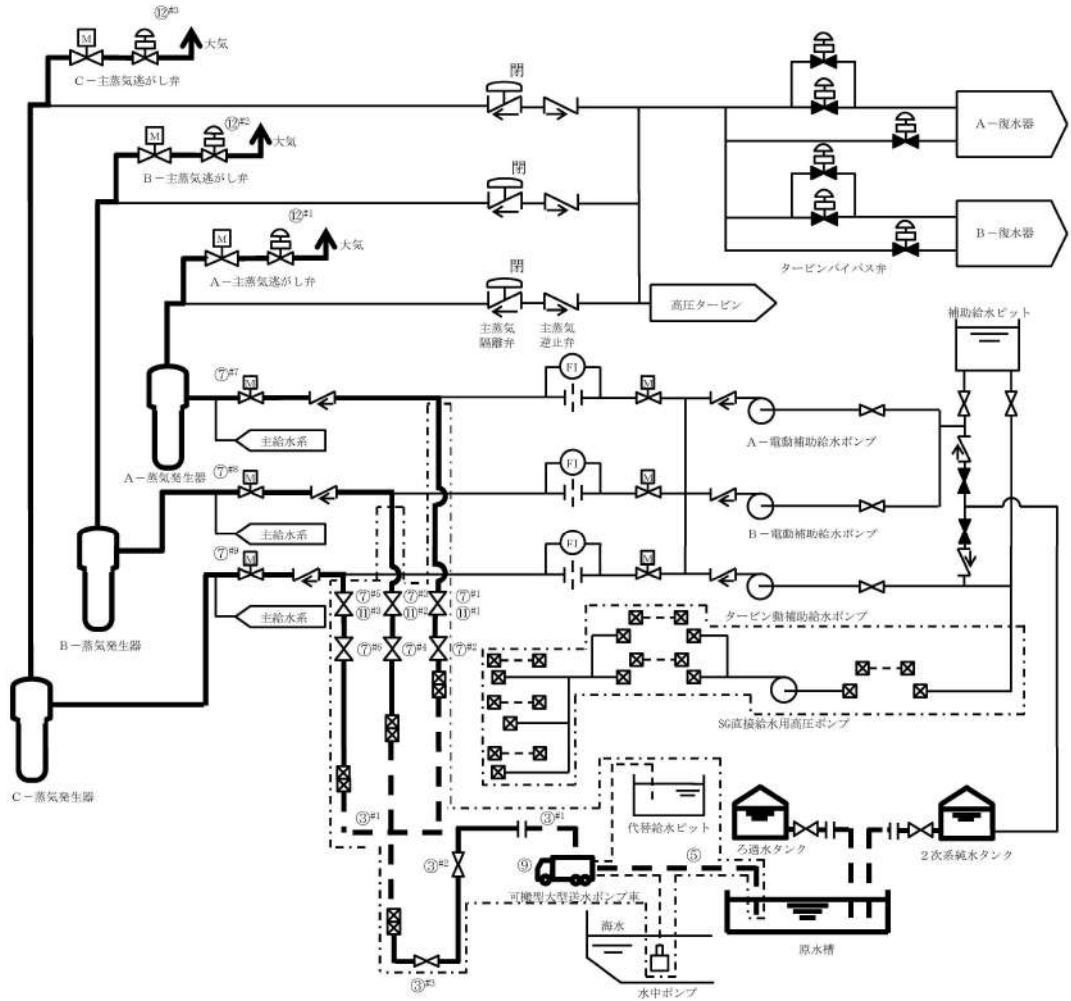 ⑫#3
M
大気
C-主蒸気逃がし弁
閉
A-復水器
⑫#2
M
大気
B-主蒸気逃がし弁
閉
B-復水器
⑫#1
M
大気
A-主蒸気逃がし弁
閉
タービンバイパス弁
高圧タービン
主蒸気
隔離弁
主蒸気
逆止弁
補助給水ピット
⑦#7
M
FI
M
主給水系
A-電動補助給水ポンプ
A-蒸気発生器
⑦#8
M
FI
M
主給水系
B-電動補助給水ポンプ
⑦#9
M
FI
M
主給水系
タービン動補助給水ポンプ
⑦#5
⑪#3
⑦#3
⑪#2
⑦#1
⑪#1
B-蒸気発生器
⑦#6
⑦#4
⑦#2
SG直接給水用高圧ポンプ
C-蒸気発生器
③#1
③#1
代替給水ピット
ろ過水タンク
2次系純水タンク
③#2
⑨
⑤
可搬型大型送水ポンプ車
海水
原水槽
③#3
水中ポンプ